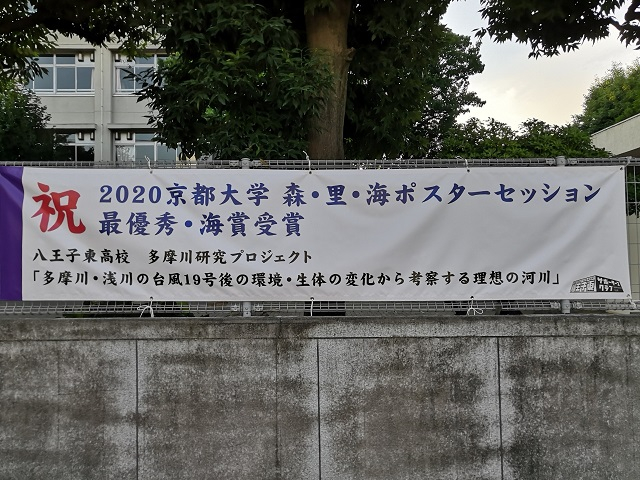 祝
2020京都大学 森・里・海ポスターセッション
最優秀・海賞受賞
八王子東高校 多摩川研究プロジェクト
「多摩川・浅川の台風19号後の環境・生体の変化から考察する理想の河川」